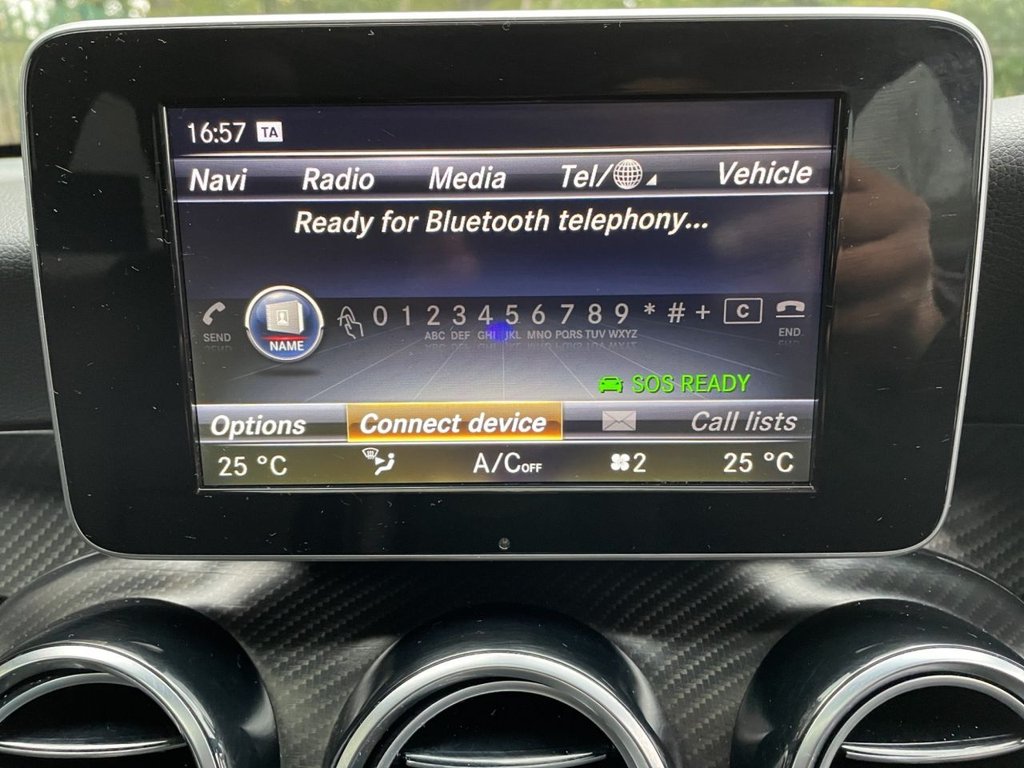 16:57 TA
Navi Radio Media Tel/ Vehicle
Ready for Bluetooth telephony...
0 1 2 3 4 5 6 7 8 9 * # + C
SEND NAME ABC DEF GHI JKL MNO PQRS TUV WXYZ END
SOS READY
Options Connect device Call lists
25 °C A/C OFF 2 25 °C